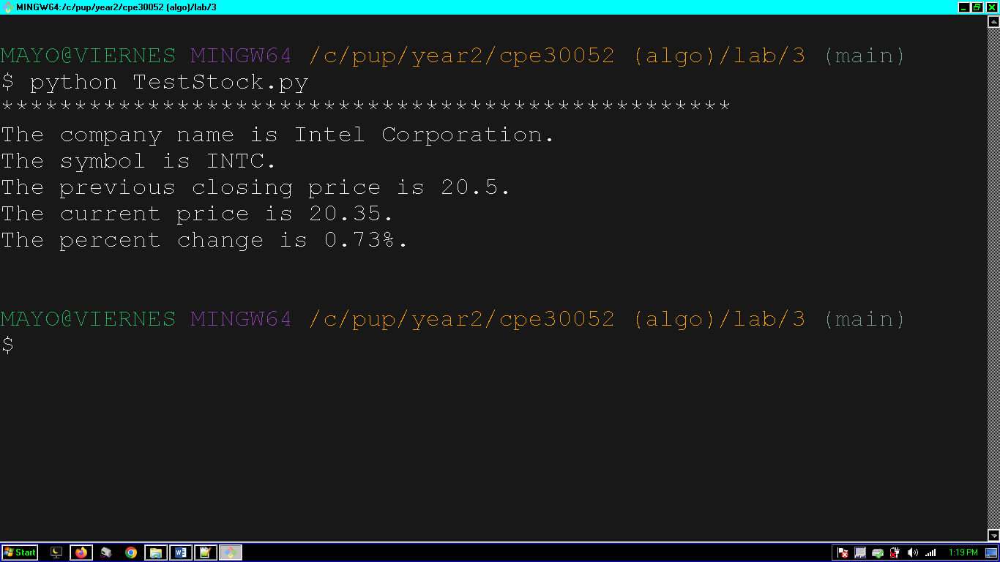 MINGW64:/c/pup/year2/cpe30052 (algo)/lab/3
MAYO@VIERNES MINGW64 /c/pup/year2/cpe30052 (algo)/lab/3 (main)
$ python TestStock.py
**************************************************
The company name is Intel Corporation.
The symbol is INTC.
The previous closing price is 20.5.
The current price is 20.35.
The percent change is 0.73%.
MAYO@VIERNES MINGW64 /c/pup/year2/cpe30052 (algo)/lab/3 (main)
$
Start
1:19 PM